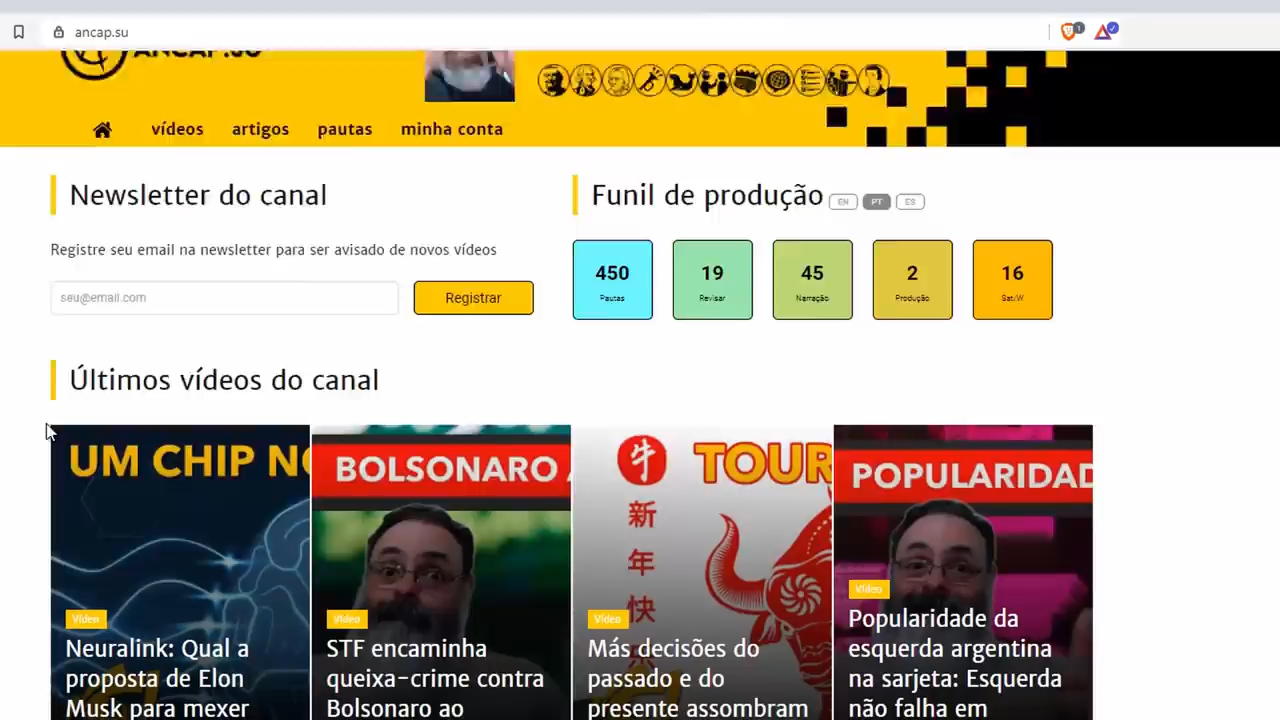 ancap.su
ANCAP.SU
vídeos artigos pautas minha conta
Newsletter do canal
Registre seu email na newsletter para ser avisado de novos vídeos
seu@email.com
Registrar
Funil de produção EN PT ES
450 19 45 2 16
Pautas Revisar Narração Produção Sat/W
Últimos vídeos do canal
UM CHIP NO
Vídeo
Neuralink: Qual a
proposta de Elon
Musk para mexer
BOLSONARO
Vídeo
STF encaminha
queixa-crime contra
Bolsonaro ao
牛
新
年
快
TOUR
Vídeo
Más decisões do
passado e do
presente assombram
POPULARIDAD
Vídeo
Popularidade da
esquerda argentina
na sarjeta: Esquerda
não falha em